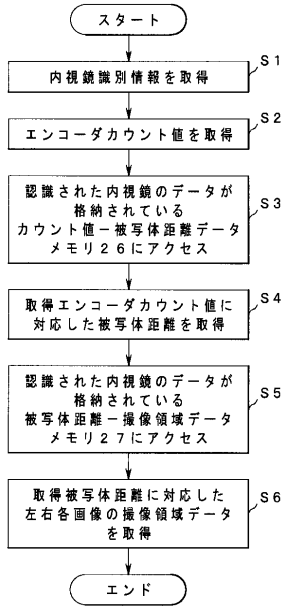 スタート
S1
内視鏡識別情報を取得
S2
エンコーダカウント値を取得
S3
認識された内視鏡のデータが
格納されている
カウント値－被写体距離データ
メモリ２６にアクセス
S4
取得エンコーダカウント値に
対応した被写体距離を取得
S5
認識された内視鏡のデータが
格納されている
被写体距離－撮像領域データ
メモリ２７にアクセス
S6
取得被写体距離に対応した
左右各画像の撮像領域データ
を取得
エンド